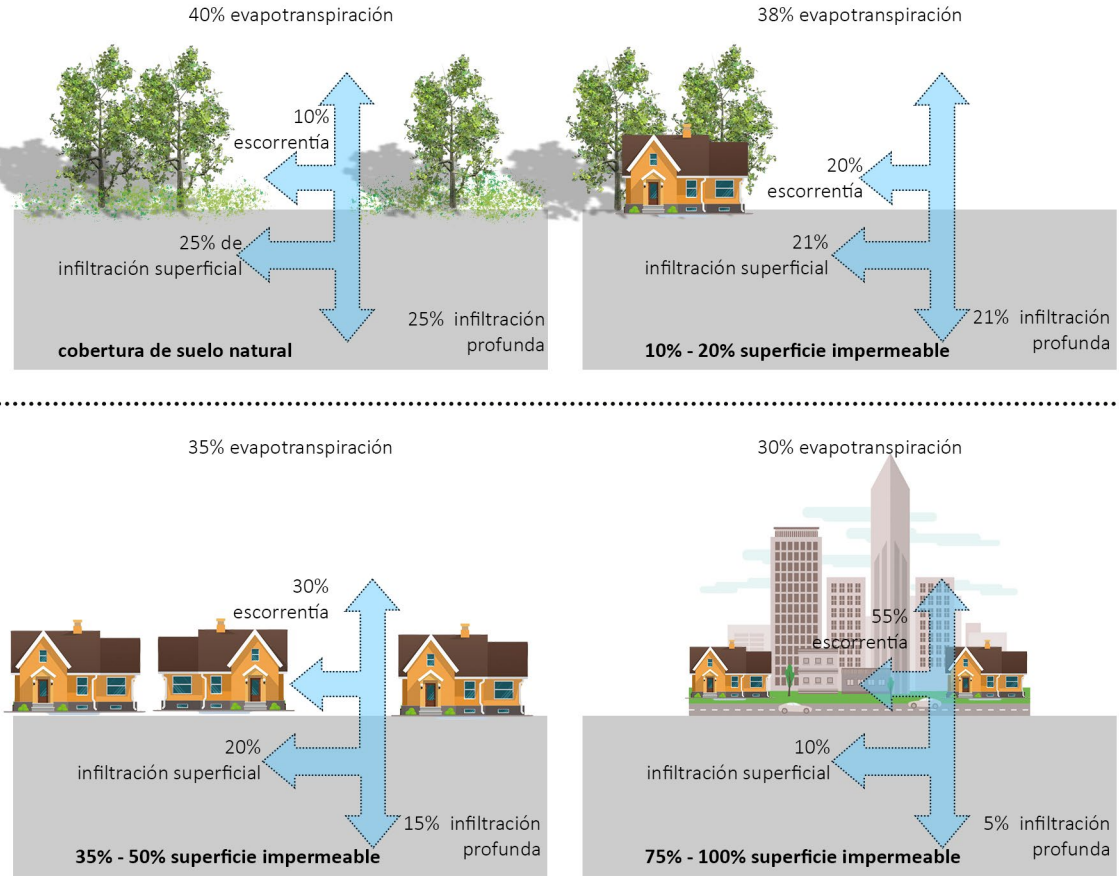 40% evapotranspiración
10%
escorrentía
25% de
infiltración superficial
25% infiltración
profunda
cobertura de suelo natural
38% evapotranspiración
20%
escorrentía
21%
infiltración superficial
21% infiltración
profunda
10% - 20% superficie impermeable
35% evapotranspiración
30%
escorrentía
20%
infiltración superficial
15% infiltración
profunda
35% - 50% superficie impermeable
30% evapotranspiración
55%
escorrentía
10%
infiltración superficial
5% infiltración
profunda
75% - 100% superficie impermeable